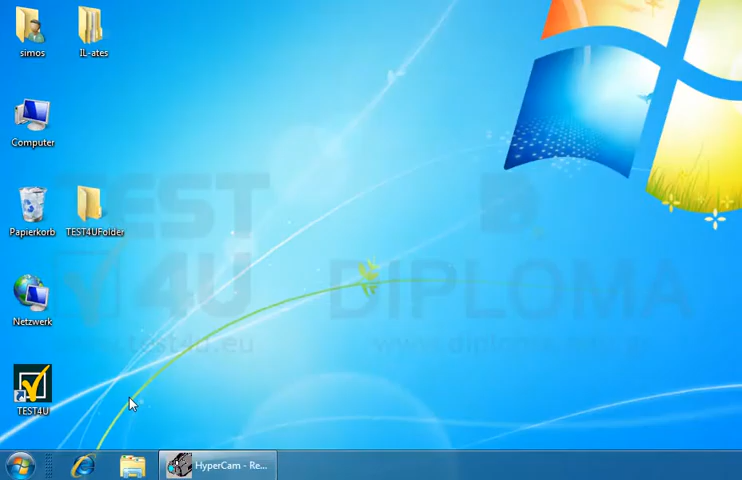 simos
IL-ates
Computer
Papierkorb
TEST4UFolder
Netzwerk
TEST4U
TEST
4U
DIPLOMA
www.test4u.eu
HyperCam - Re...